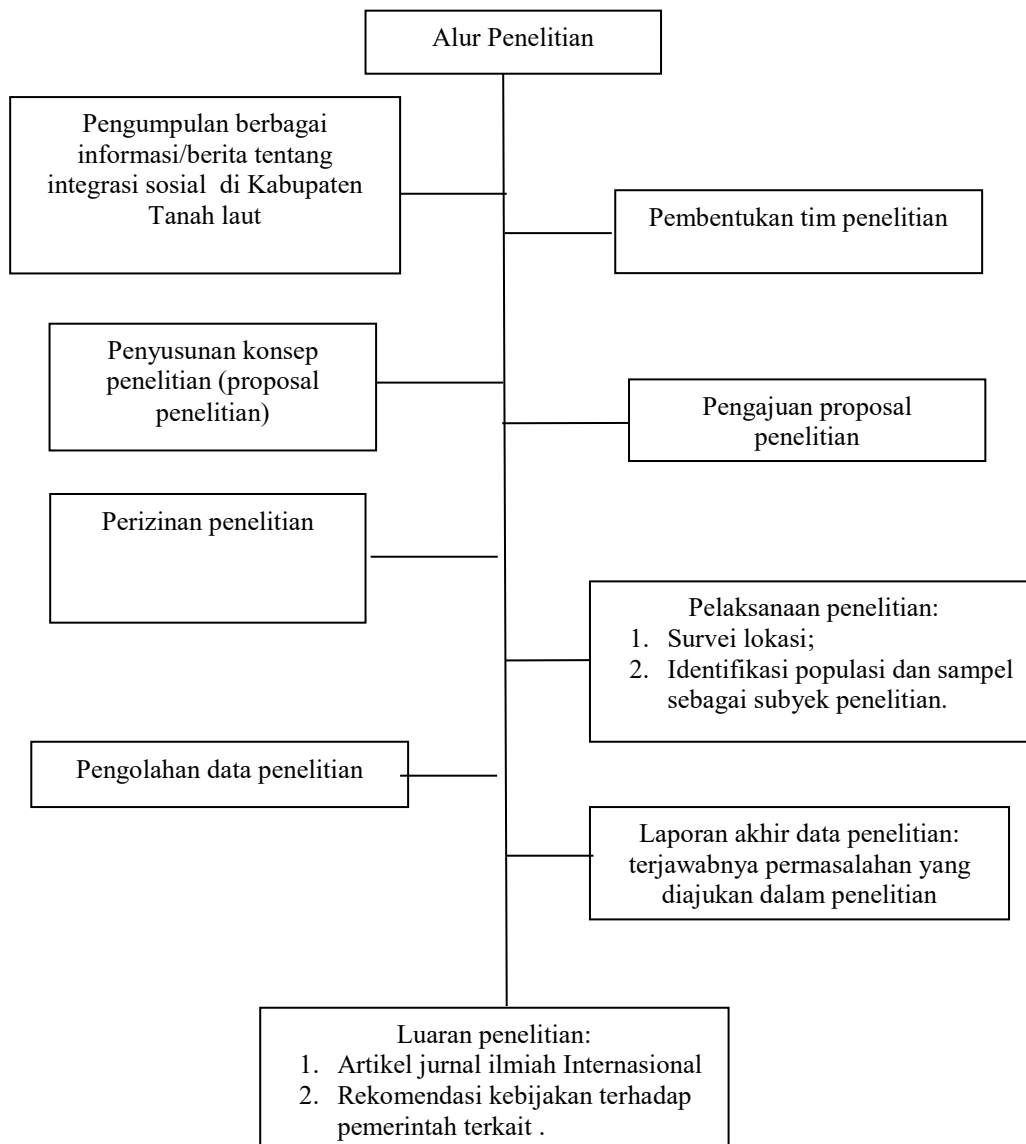 Alur Penelitian
Pengumpulan berbagai
informasi/berita tentang
integrasi sosial di Kabupaten
Tanah laut
Pembentukan tim penelitian
Penyusunan konsep
penelitian (proposal
penelitian)
Pengajuan proposal
penelitian
Perizinan penelitian
Pelaksanaan penelitian:
1. Survei lokasi;
2. Identifikasi populasi dan sampel
sebagai subyek penelitian.
Pengolahan data penelitian
Laporan akhir data penelitian:
terjawabnya permasalahan yang
diajukan dalam penelitian
Luaran penelitian:
1. Artikel jurnal ilmiah Internasional
2. Rekomendasi kebijakan terhadap
pemerintah terkait .